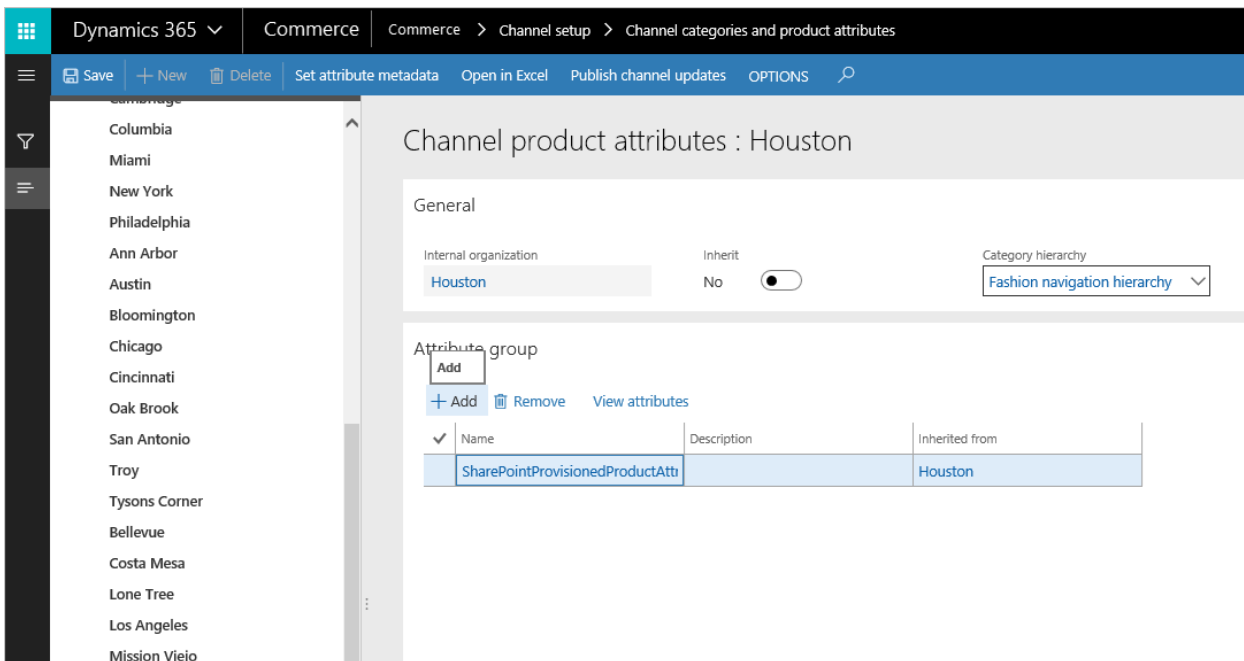 Dynamics 365 Commerce Commerce > Channel setup > Channel categories and product attributes
Save + New Delete Set attribute metadata Open in Excel Publish channel updates OPTIONS
Cambridge
Columbia
Miami
New York
Philadelphia
Ann Arbor
Austin
Bloomington
Chicago
Cincinnati
Oak Brook
San Antonio
Troy
Tysons Corner
Bellevue
Costa Mesa
Lone Tree
Los Angeles
Mission Viejo
Channel product attributes : Houston
General
Internal organization Inherit Category hierarchy
Houston No Fashion navigation hierarchy
Attribute group
Add
+ Add Remove View attributes
Name Description Inherited from
SharePointProvisionedProductAttr Houston